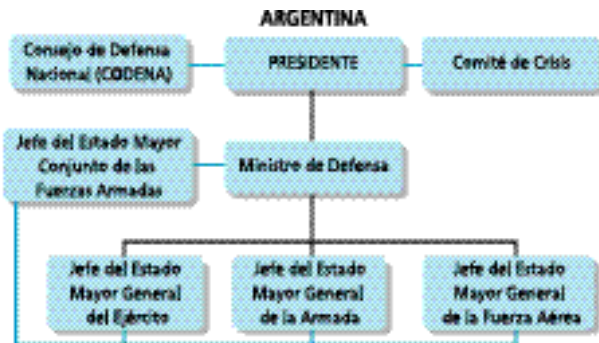 ARGENTINA
Consejo de Defensa
Nacional (CODENA)
PRESIDENTE
Comité de Crisis
Jefe del Estado Mayor
Conjunto de las
Fuerzas Armadas
Ministro de Defensa
Jefe del Estado
Mayor General
del Ejército
Jefe del Estado
Mayor General
de la Armada
Jefe del Estado
Mayor General
de la Fuerza Aérea